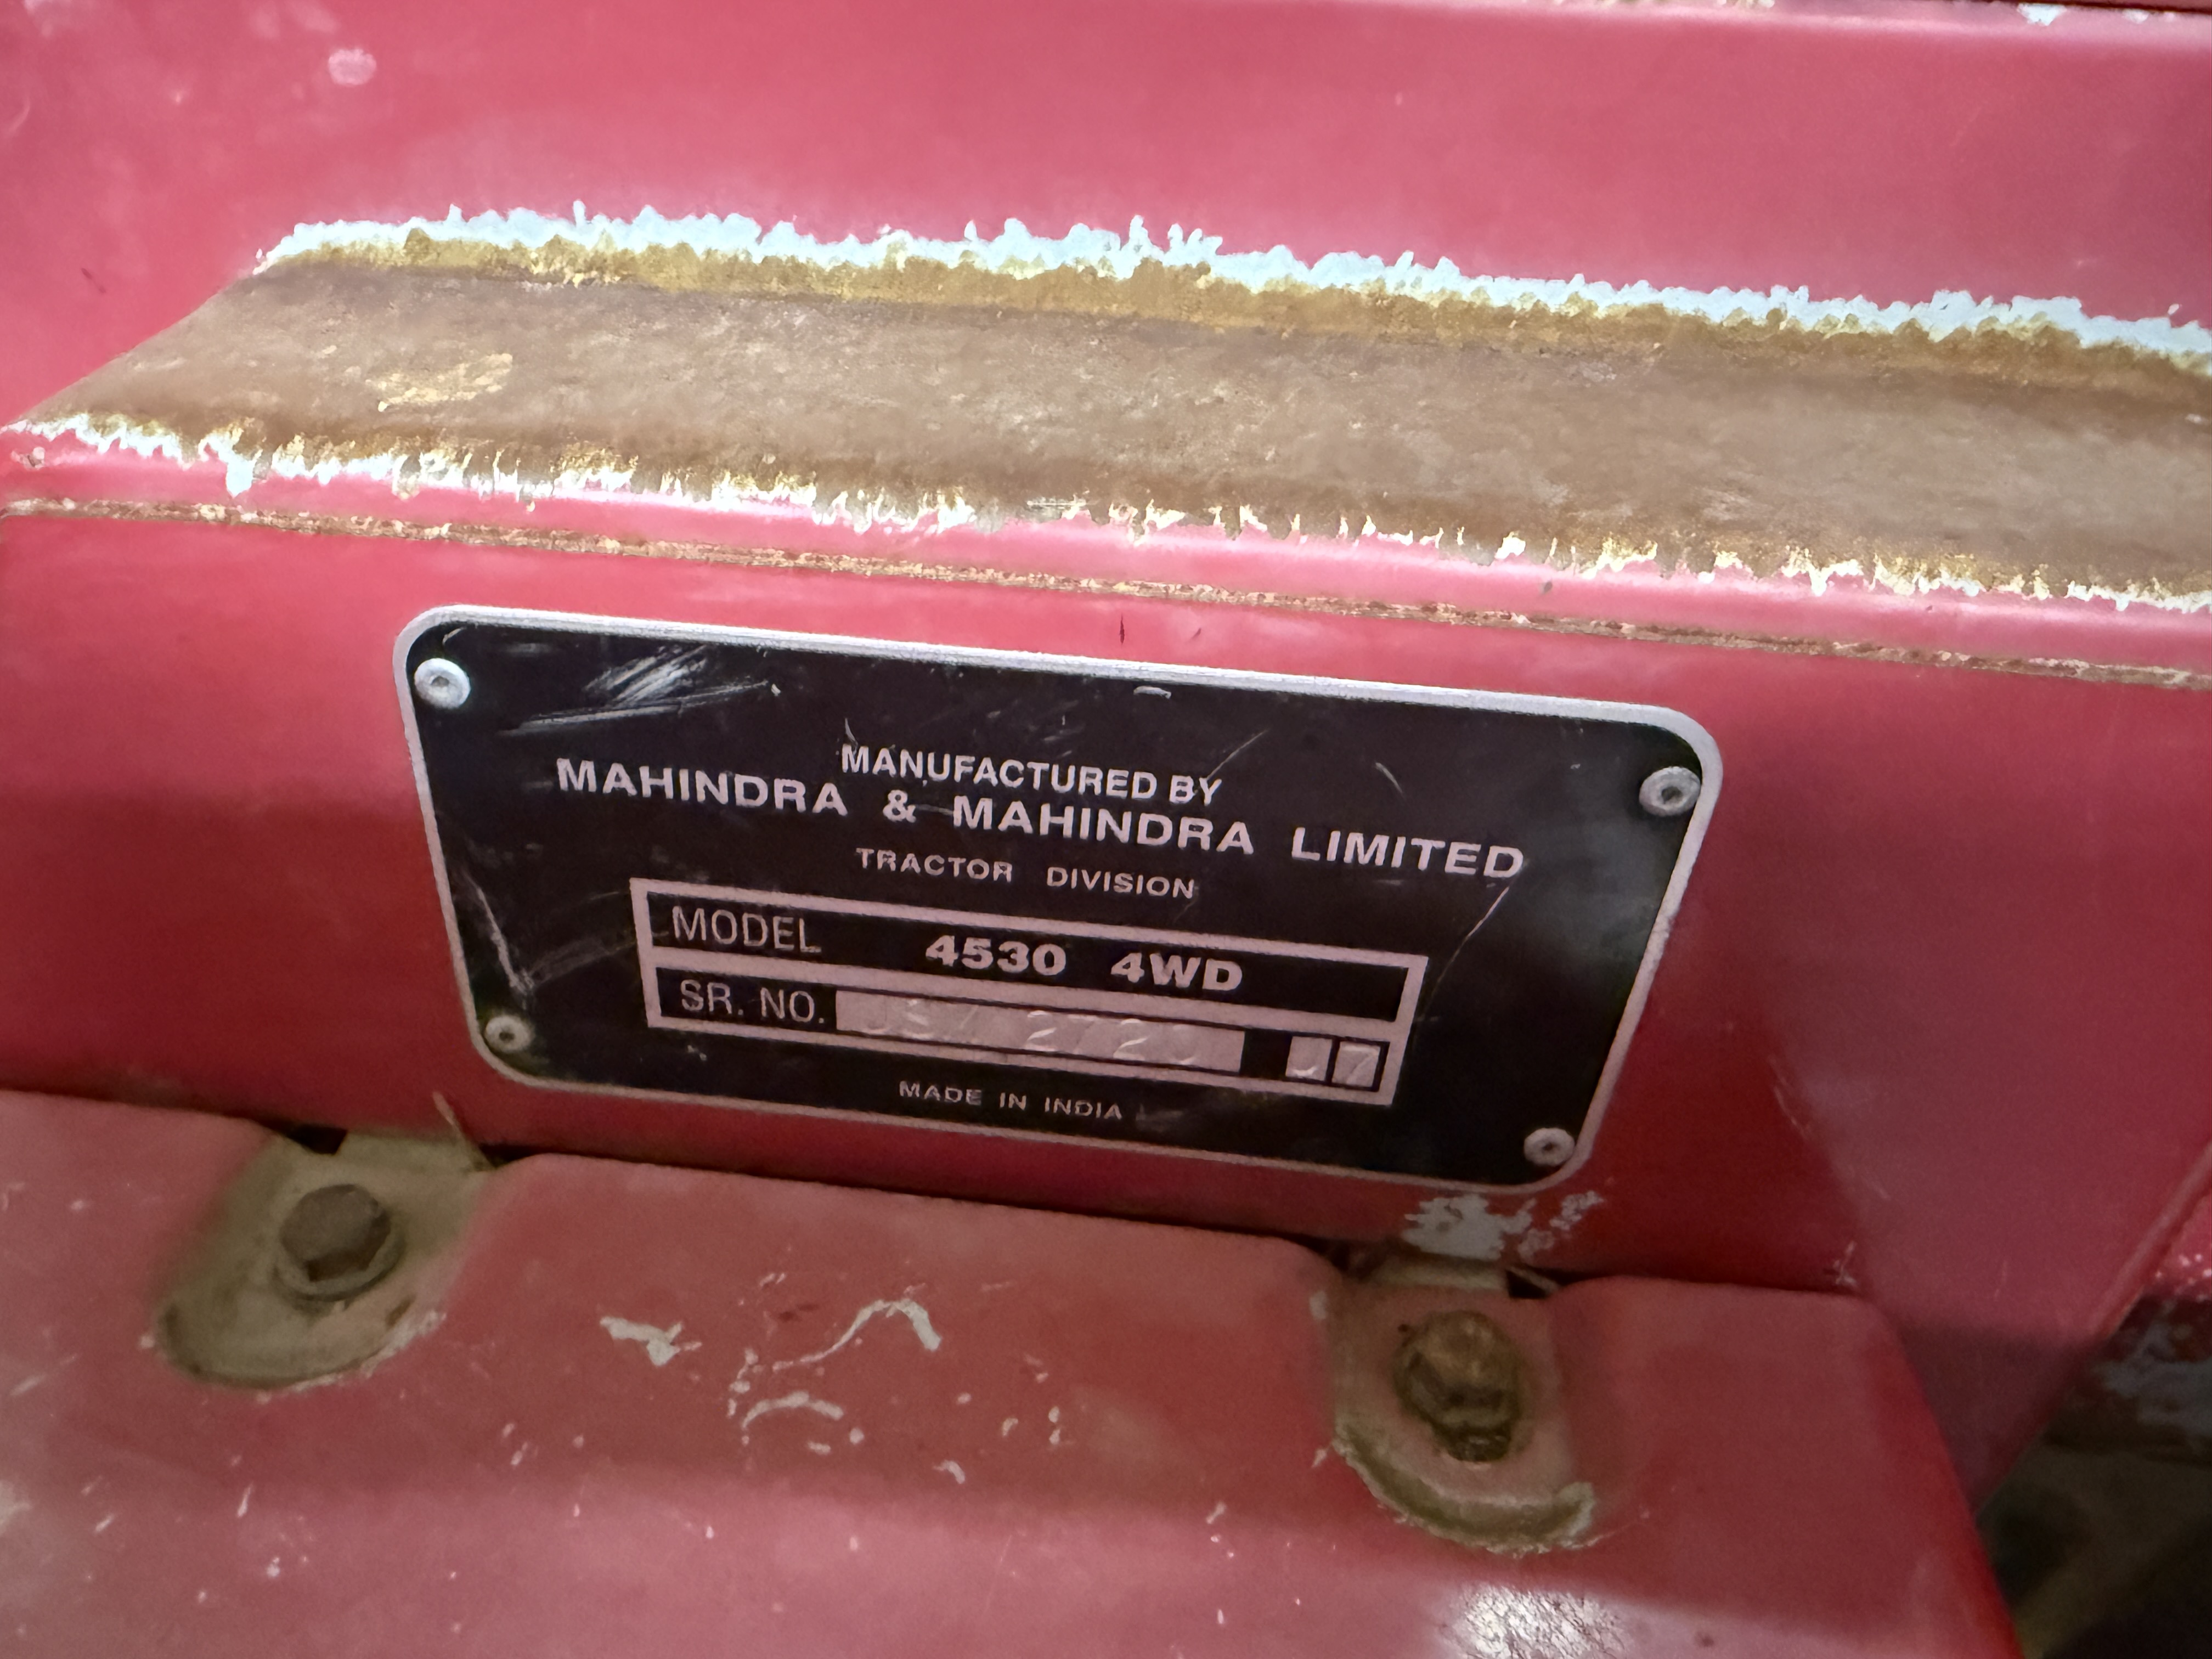 MANUFACTURED BY
MAHINDRA & MAHINDRA LIMITED
TRACTOR DIVISION
MODEL 4530 4WD
SR. NO.
MADE IN INDIA